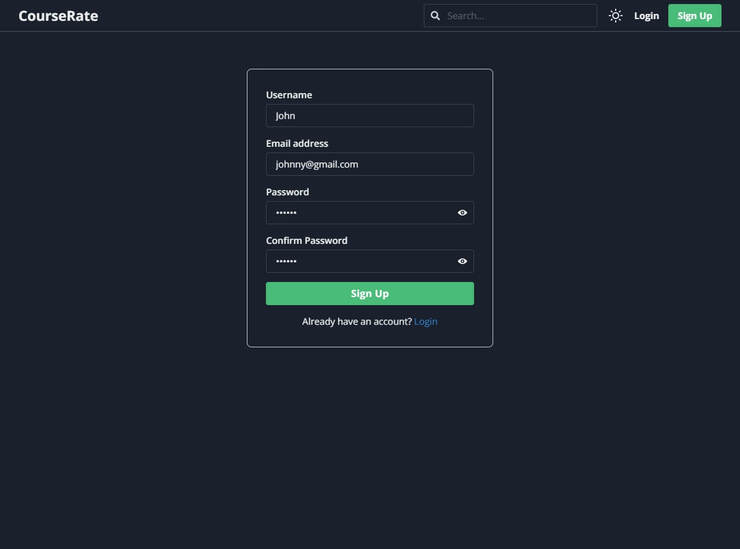 CourseRate
Search...
Login
Sign Up
Username
John
Email address
johnny@gmail.com
Password
••••••
Confirm Password
••••••
Sign Up
Already have an account? Login